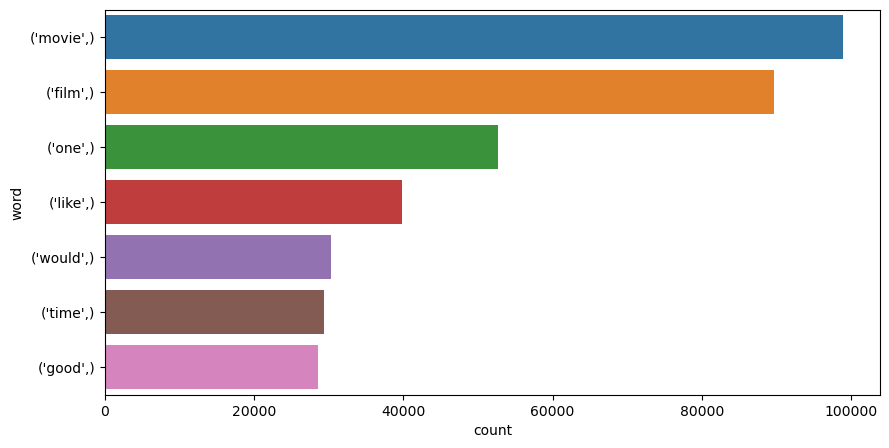 ('movie',)
('film',)
('one',)
('like',)
('would',)
('time',)
('good',)
word
0 20000 40000 60000 80000 100000
count